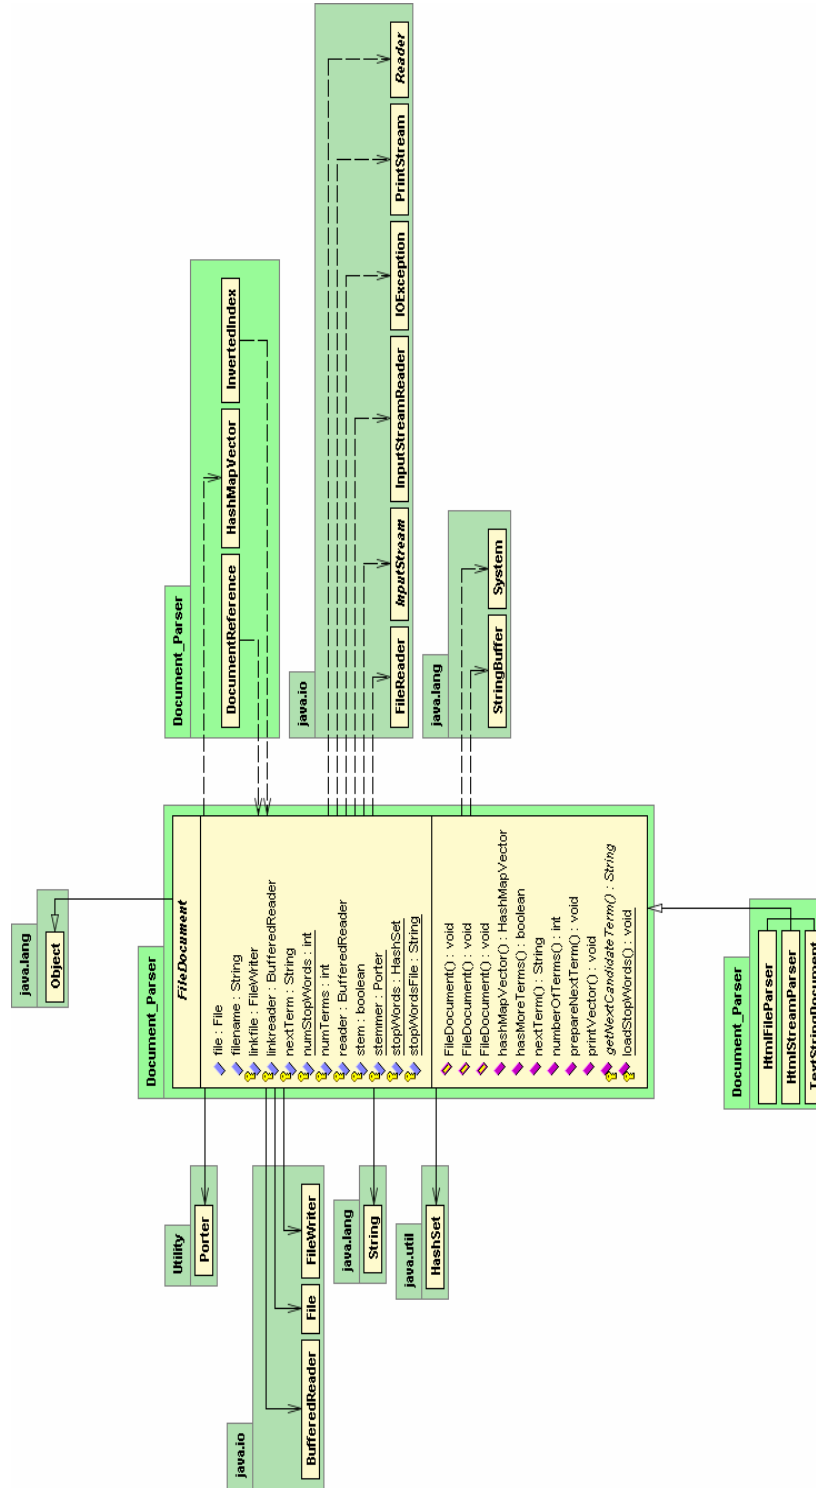 java.lang
Object
Document_Parser
FileDocument
file : File
filename : String
linkfile : FileWriter
linkreader : BufferedReader
nextTerm : String
numStopWords : int
numTerms : int
reader : BufferedReader
stem : boolean
stemmer : Porter
stopWords : HashSet
stopWordsFile : String
FileDocument() : void
FileDocument() : void
FileDocument() : void
hashMapVector() : HashMapVector
hasMoreTerms() : boolean
nextTerm() : String
numberOfTerms() : int
prepareNextTerm() : void
printVector() : void
getNextCandidateTerm() : String
loadStopWords() : void
Utility
Porter
java.io
BufferedReader
File
FileWriter
java.lang
String
java.util
HashSet
Document_Parser
DocumentReference
HashMapVector
InvertedIndex
java.io
FileReader
InputStream
InputStreamReader
IOException
PrintStream
Reader
java.lang
StringBuffer
System
Document_Parser
HtmlFileParser
HtmlStreamParser
TextStringDocument